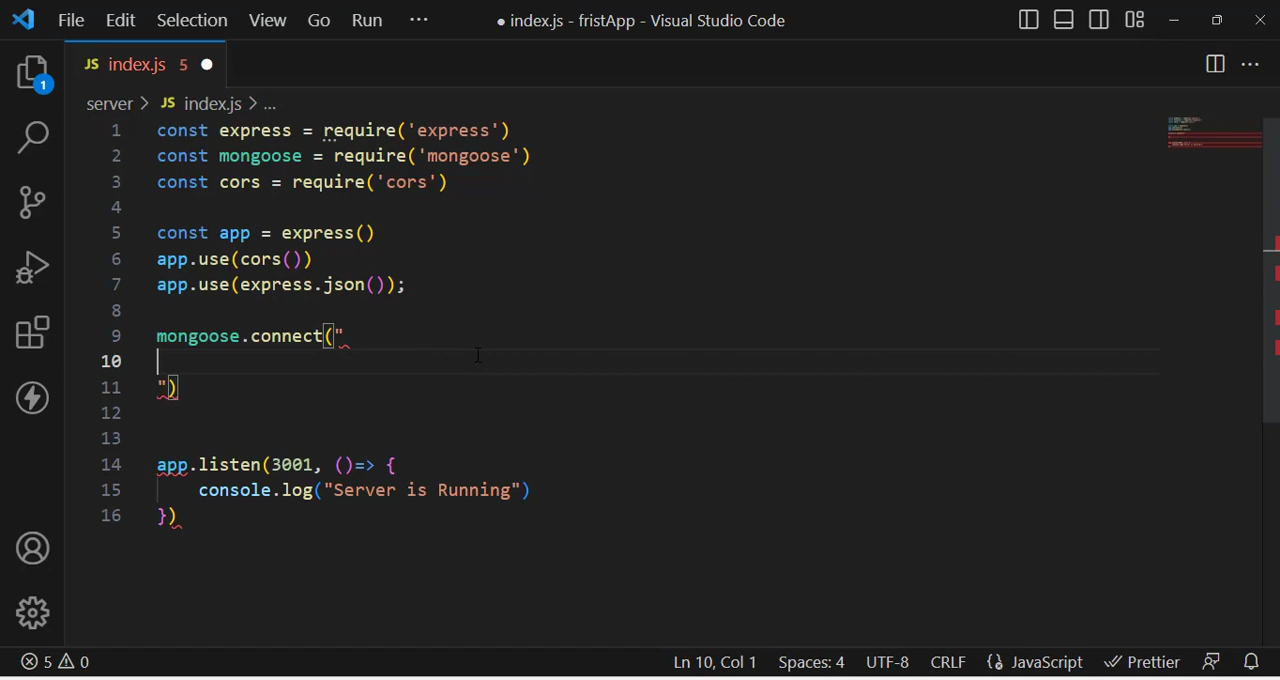 File Edit Selection View Go Run ··· ● index.js - fristApp - Visual Studio Code
JS index.js 5 ●
1
server > JS index.js > ...
1 const express = require('express')
2 const mongoose = require('mongoose')
3 const cors = require('cors')
4
5 const app = express()
6 app.use(cors())
7 app.use(express.json());
8
9 mongoose.connect("
10
11 ")
12
13
14 app.listen(3001, ()=> {
15 console.log("Server is Running")
16 })
5 0 Ln 10, Col 1 Spaces: 4 UTF-8 CRLF {} JavaScript Prettier